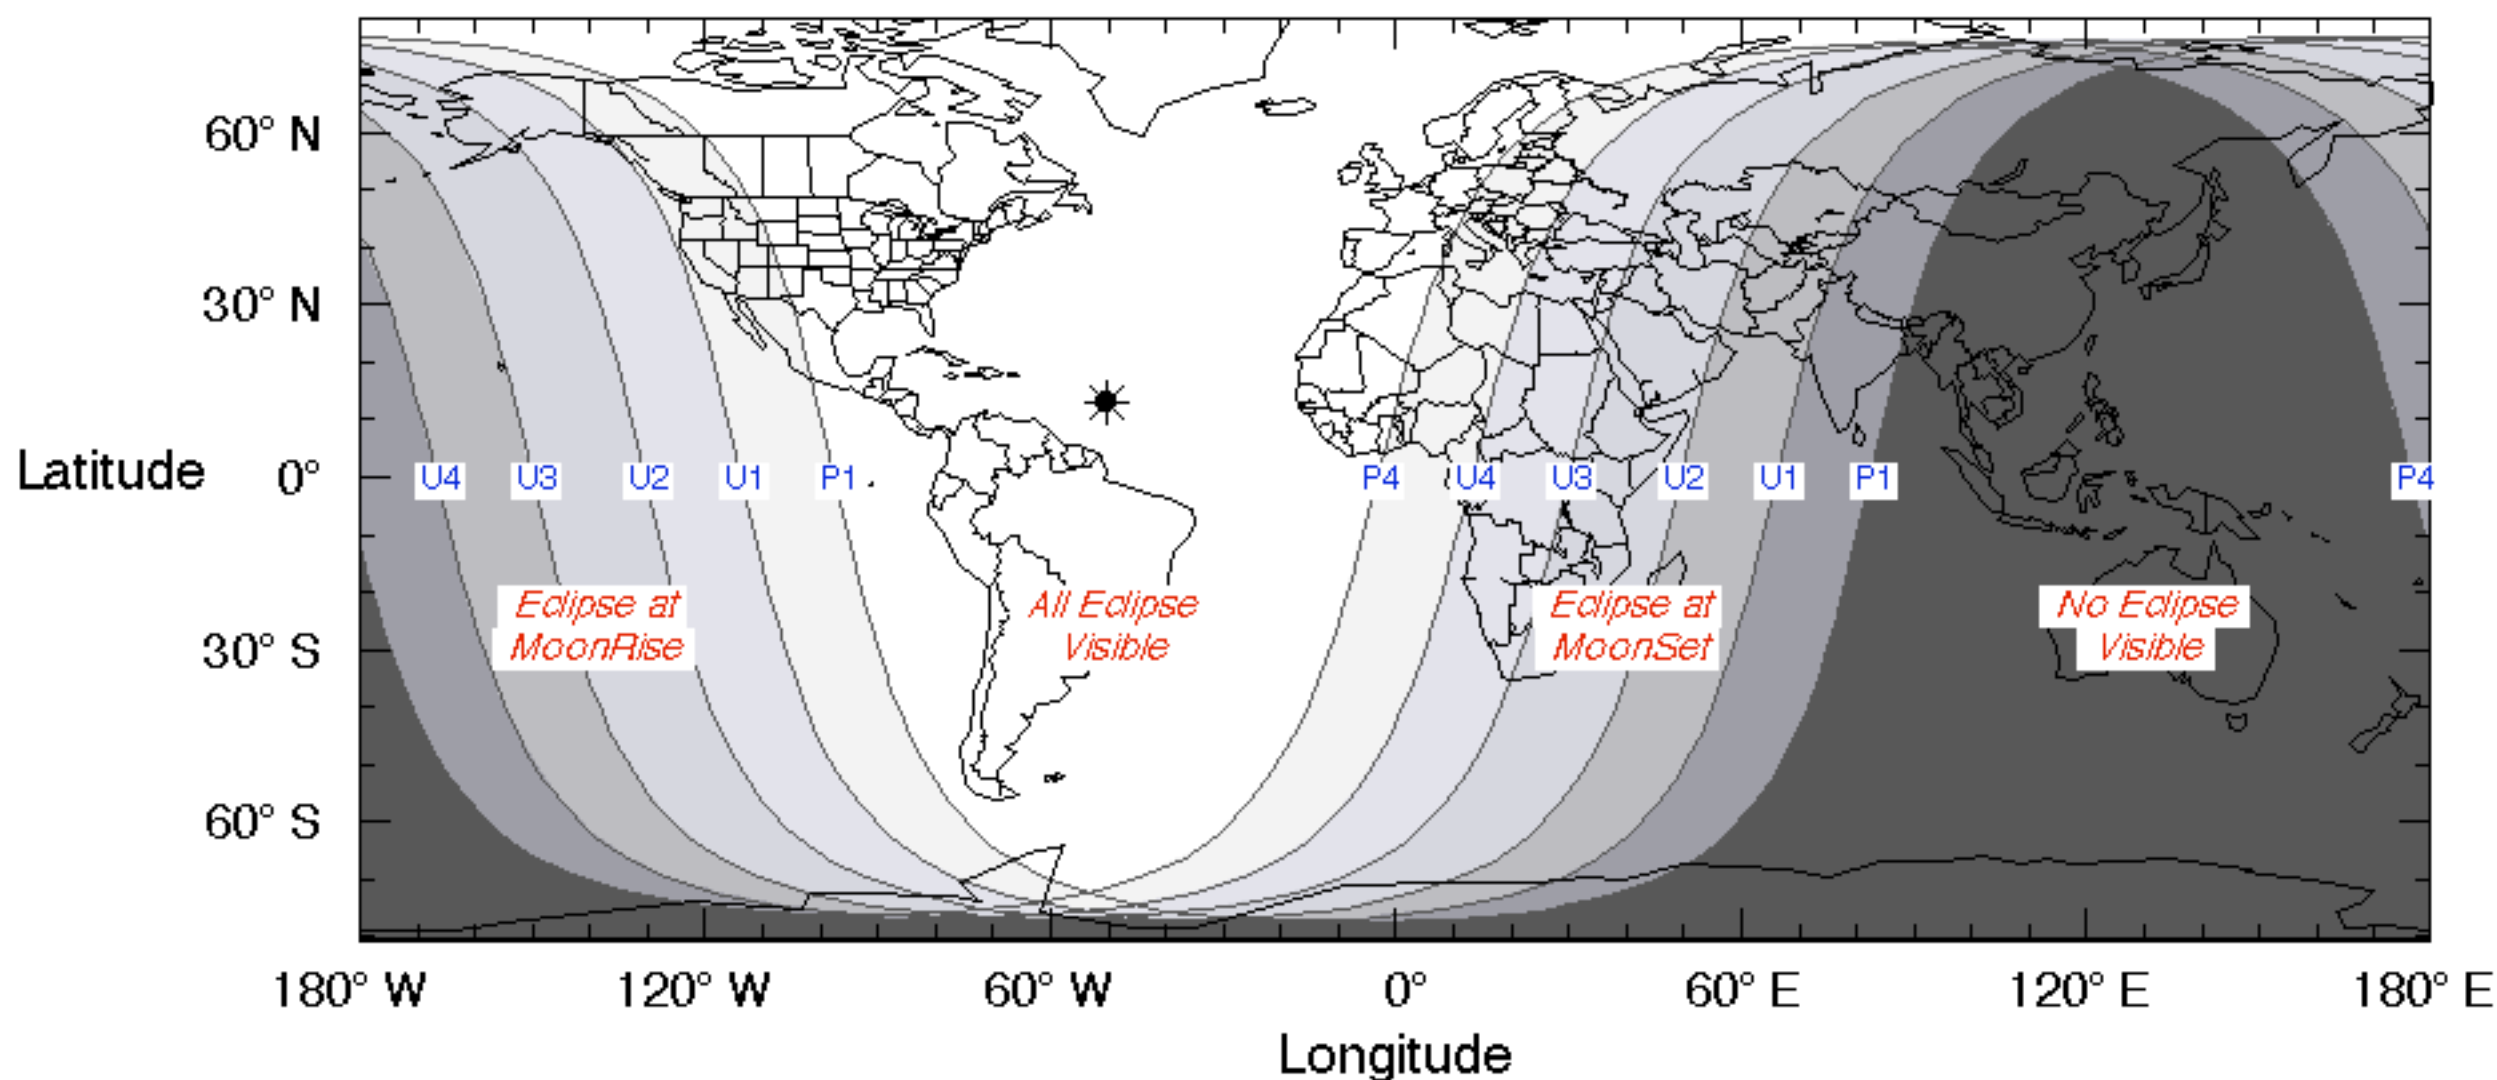 60° N
30° N
Latitude 0°
U4 U3 U2 U1 P1 P4 U4 U3 U2 U1 P1 P4
Eclipse at
MoonRise
All Eclipse
Visible
Eclipse at
MoonSet
No Eclipse
Visible
30° S
60° S
180° W 120° W 60° W 0° 60° E 120° E 180° E
Longitude